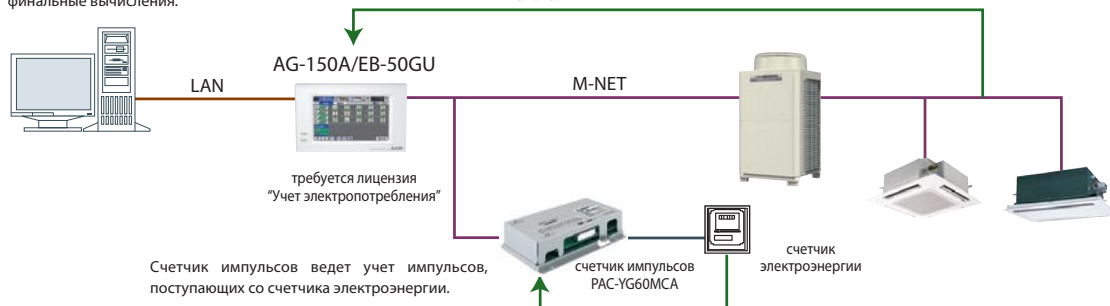 финальные вычисления.
AG-150A/EB-50GU
LAN
M-NET
требуется лицензия
“Учет электропотребления”
Счетчик импульсов ведет учет импульсов,
поступающих со счетчика электроэнергии.
счетчик импульсов
PAC-YG60MCA
счетчик
электроэнергии